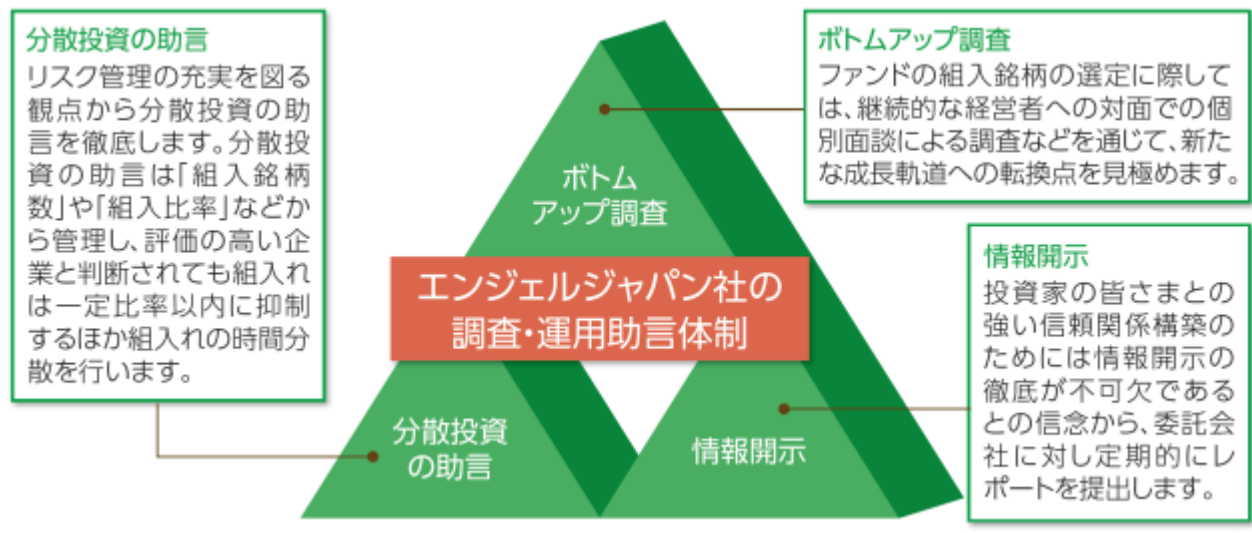 分散投資の助言
リスク管理の充実を図る
観点から分散投資の助
言を徹底します。分散投
資の助言は「組入銘柄
数」や「組入比率」などか
ら管理し、評価の高い企
業と判断されても組入れ
は一定比率以内に抑制
するほか組入れの時間分
散を行います。
ボトムアップ調査
ファンドの組入銘柄の選定に際して
は、継続的な経営者への対面での個
別面談による調査などを通じて、新た
な成長軌道への転換点を見極めます。
ボトム
アップ調査
エンジェルジャパン社の
調査・運用助言体制
分散投資
の助言
情報開示
情報開示
投資家の皆さまとの
強い信頼関係構築の
ためには情報開示の
徹底が不可欠である
との信念から、委託会
社に対し定期的にレ
ポートを提出します。